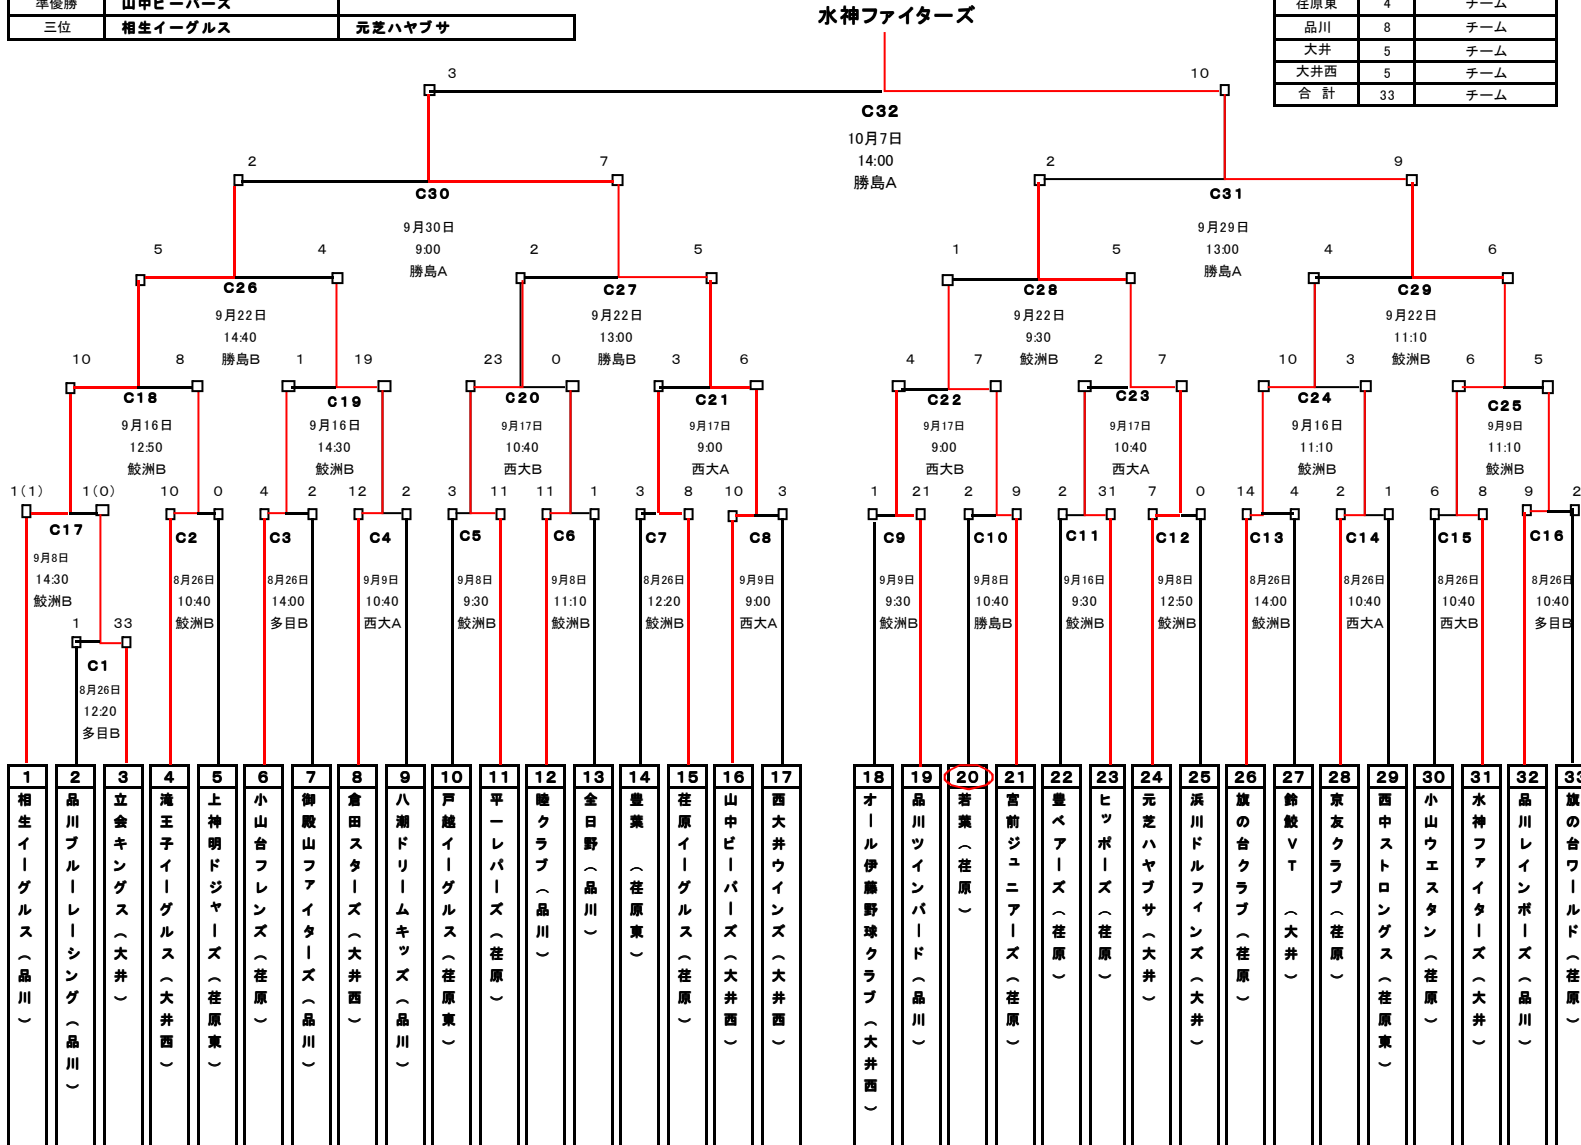 準優勝 山中ビーバーズ
三位 相生イーグルス 元芝ハヤブサ
水神ファイターズ
荏原東 4 チーム
品川 8 チーム
大井 5 チーム
大井西 5 チーム
合 計 33 チーム
3 10
C32
10月7日
14:00
勝島A
2 7
C30
9月30日
9:00
勝島A
2 9
C31
9月29日
13:00
勝島A
5 4
C26
9月22日
14:40
勝島B
2 5
C27
9月22日
13:00
勝島B
1 5
C28
9月22日
9:30
鮫洲B
4 6
C29
9月22日
11:10
鮫洲B
10 8
C18
9月16日
12:50
鮫洲B
1 19
C19
9月16日
14:30
鮫洲B
23 0
C20
9月17日
10:40
西大B
3 6
C21
9月17日
9:00
西大A
4 7
C22
9月17日
9:00
西大B
2 7
C23
9月17日
10:40
西大A
10 3
C24
9月16日
11:10
鮫洲B
6 5
C25
9月9日
11:10
鮫洲B
1(1) 1(0)
C17
9月8日
14:30
鮫洲B
10 0
C2
8月26日
10:40
鮫洲B
4 2
C3
8月26日
14:00
多目B
12 2
C4
9月9日
10:40
西大A
3 11
C5
9月8日
9:30
鮫洲B
11 1
C6
9月8日
11:10
鮫洲B
3 8
C7
8月26日
12:20
鮫洲B
10 3
C8
9月9日
9:00
西大A
1 21
C9
9月9日
9:30
鮫洲B
2 9
C10
9月8日
10:40
勝島B
2 31
C11
9月16日
9:30
鮫洲B
7 0
C12
9月8日
12:50
鮫洲B
14 4
C13
8月26日
14:00
鮫洲B
2 1
C14
8月26日
10:40
西大A
6 8
C15
8月26日
10:40
西大B
9 2
C16
8月26日
10:40
多目B
1 33
C1
8月26日
12:20
多目B
1 相生イーグルス（品川）
2 品川ブルーレーシング（品川）
3 立会キングス（大井）
4 滝王子イーグルス（大井西）
5 上神明ドジャーズ（荏原東）
6 小山台フレンズ（荏原）
7 御殿山ファイターズ（品川）
8 倉田スターズ（大井西）
9 八潮ドリームキッズ（品川）
10 戸越イーグルス（荏原東）
11 平一レパーズ（荏原）
12 睦クラブ（品川）
13 全日野（品川）
14 豊葉 （荏原東）
15 荏原イーグルス（荏原）
16 山中ビーバーズ（大井西）
17 西大井ウインズ（大井西）
18 オール伊藤野球クラブ（大井西）
19 品川ツインバード（品川）
20 若葉（荏原）
21 宮前ジュニアーズ（荏原）
22 豊ベアーズ（荏原）
23 ヒッポーズ（荏原）
24 元芝ハヤブサ（大井）
25 浜川ドルフィンズ（大井）
26 旗の台クラブ（荏原）
27 鈴鮫VT （大井）
28 京友クラブ（荏原）
29 西中ストロングス（荏原東）
30 小山ウエスタン（荏原）
31 水神ファイターズ（大井）
32 品川レインボーズ（品川）
33 旗の台ワールド（荏原）